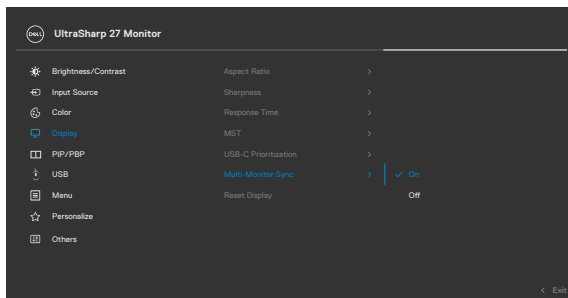 DELL
UltraSharp 27 Monitor
Brightness/Contrast
Input Source
Color
Display
PIP/PBP
USB
Menu
Personalize
Others
Aspect Ratio
Sharpness
Response Time
MST
USB-C Prioritization
Multi-Monitor Sync
Reset Display
On
Off
Exit